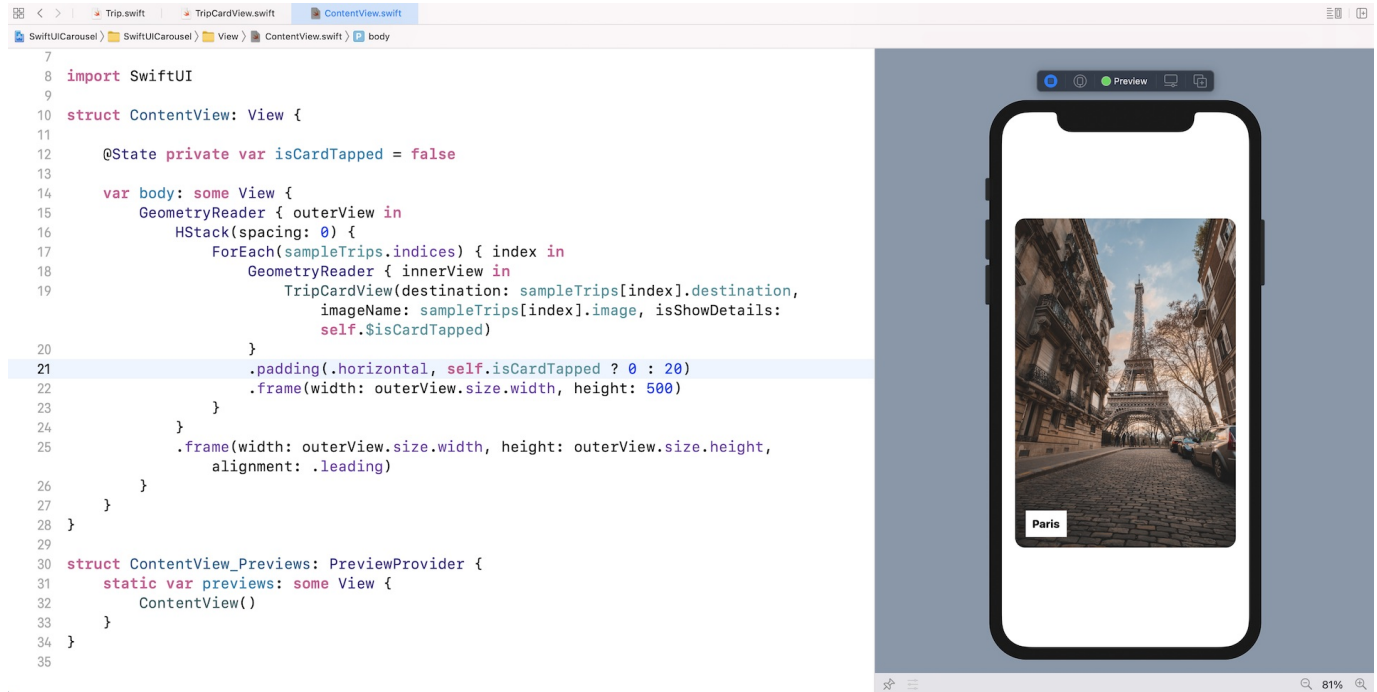 Trip.swift TripCardView.swift ContentView.swift
SwiftUICarousel SwiftUICarousel View ContentView.swift P body
7
8 import SwiftUI
9
10 struct ContentView: View {
11
12 @State private var isCardTapped = false
13
14 var body: some View {
15 GeometryReader { outerView in
16 HStack(spacing: 0) {
17 ForEach(sampleTrips.indices) { index in
18 GeometryReader { innerView in
19 TripCardView(destination: sampleTrips[index].destination,
imageName: sampleTrips[index].image, isShowDetails:
self.$isCardTapped)
20 }
21 .padding(.horizontal, self.isCardTapped ? 0 : 20)
22 .frame(width: outerView.size.width, height: 500)
23 }
24 }
25 .frame(width: outerView.size.width, height: outerView.size.height,
alignment: .leading)
26 }
27 }
28 }
29
30 struct ContentView_Previews: PreviewProvider {
31 static var previews: some View {
32 ContentView()
33 }
34 }
35
Preview
Paris
81%